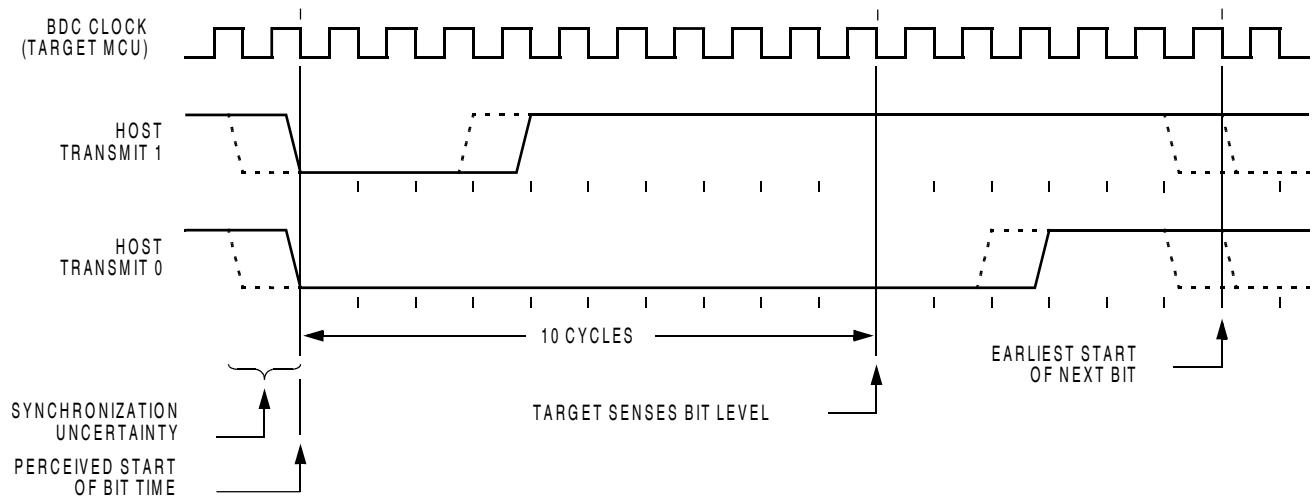 BDC CLOCK
(TARGET MCU)
HOST
TRANSMIT 1
HOST
TRANSMIT 0
10 CYCLES
EARLIEST START
OF NEXT BIT
TARGET SENSES BIT LEVEL
SYNCHRONIZATION
UNCERTAINTY
PERCEIVED START
OF BIT TIME